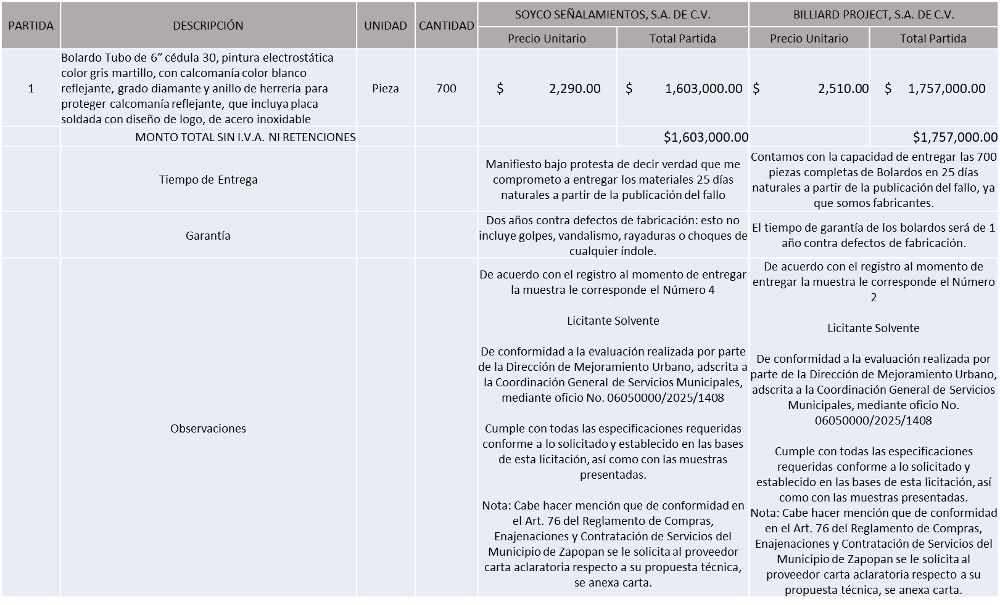 PARTIDA
DESCRIPCIÓN
UNIDAD
CANTIDAD
SOYCO SEÑALAMIENTOS, S.A. DE C.V.
BILLIARD PROJECT, S.A. DE C.V.
Precio Unitario
Total Partida
Precio Unitario
Total Partida
1
Bolardo Tubo de 6” cédula 30, pintura electrostática
color gris martillo, con calcomanía color blanco
reflejante, grado diamante y anillo de herrería para
proteger calcomanía reflejante, que incluya placa
soldada con diseño de logo, de acero inoxidable
Pieza
700
$ 2,290.00
$ 1,603,000.00
$ 2,510.00
$ 1,757,000.00
MONTO TOTAL SIN I.V.A. NI RETENCIONES
$1,603,000.00
$1,757,000.00
Tiempo de Entrega
Manifiesto bajo protesta de decir verdad que me
comprometo a entregar los materiales 25 días
naturales a partir de la publicación del fallo
Contamos con la capacidad de entregar las 700
piezas completas de Bolardos en 25 días
naturales a partir de la publicación del fallo, ya
que somos fabricantes.
Garantía
Dos años contra defectos de fabricación: esto no
incluye golpes, vandalismo, rayaduras o choques de
cualquier índole.
El tiempo de garantía de los bolardos será de 1
año contra defectos de fabricación.
Observaciones
De acuerdo con el registro al momento de entregar
la muestra le corresponde el Número 4
Licitante Solvente
De conformidad a la evaluación realizada por parte
de la Dirección de Mejoramiento Urbano, adscrita a
la Coordinación General de Servicios Municipales,
mediante oficio No. 06050000/2025/1408
Cumple con todas las especificaciones requeridas
conforme a lo solicitado y establecido en las bases
de esta licitación, así como con las muestras
presentadas.
Nota: Cabe hacer mención que de conformidad en
el Art. 76 del Reglamento de Compras,
Enajenaciones y Contratación de Servicios del
Municipio de Zapopan se le solicita al proveedor
carta aclaratoria respecto a su propuesta técnica,
se anexa carta.
De acuerdo con el registro al momento de
entregar la muestra le corresponde el Número
2
Licitante Solvente
De conformidad a la evaluación realizada por
parte de la Dirección de Mejoramiento Urbano,
adscrita a la Coordinación General de Servicios
Municipales, mediante oficio No.
06050000/2025/1408
Cumple con todas las especificaciones
requeridas conforme a lo solicitado y
establecido en las bases de esta licitación, así
como con las muestras presentadas.
Nota: Cabe hacer mención que de conformidad
en el Art. 76 del Reglamento de Compras,
Enajenaciones y Contratación de Servicios del
Municipio de Zapopan se le solicita al
proveedor carta aclaratoria respecto a su
propuesta técnica, se anexa carta.